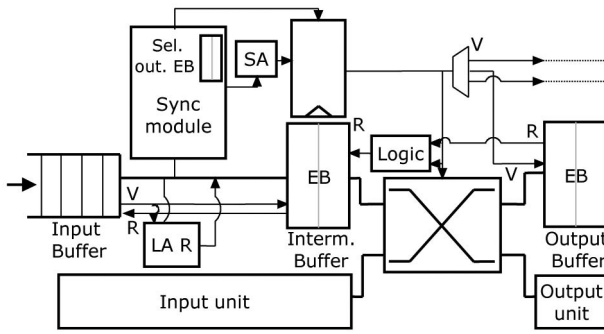 Sel.
out. EB
SA
Sync
module
V
R
R
Logic
EB
EB
V
V
R
Input
Buffer
LA R
Interm.
Buffer
Output
Buffer
Input unit
Output
unit